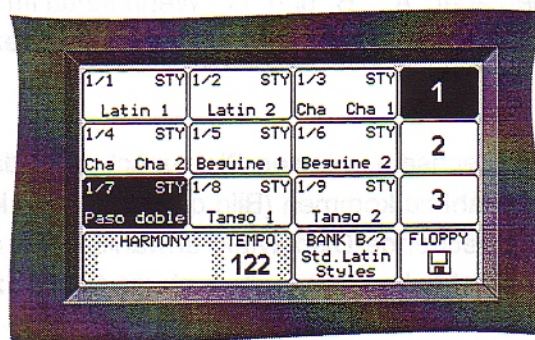 1/1 STY 1/2 STY 1/3 STY 1
Latin 1 Latin 2 Cha Cha 1
1/4 STY 1/5 STY 1/6 STY 2
Cha Cha 2 Beguine 1 Beguine 2
1/7 STY 1/8 STY 1/9 STY 3
Paso doble Tango 1 Tango 2
HARMONY TEMPO BANK B/2 FLOPPY
122 Std.Latin
Styles